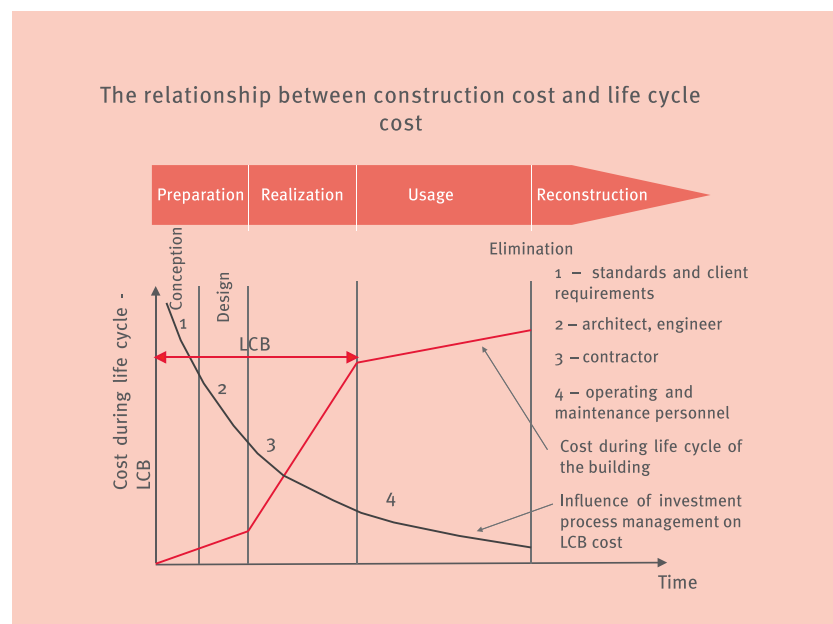 The relationship between construction cost and life cycle
cost
Preparation
Realization
Usage
Reconstruction
Elimination
Conception
Design
1
LCB
2
3
4
Cost during life cycle -
LCB
1 – standards and client
requirements
2 – architect, engineer
3 – contractor
4 – operating and
maintenance personnel
Cost during life cycle of
the building
Influence of investment
process management on
LCB cost
Time